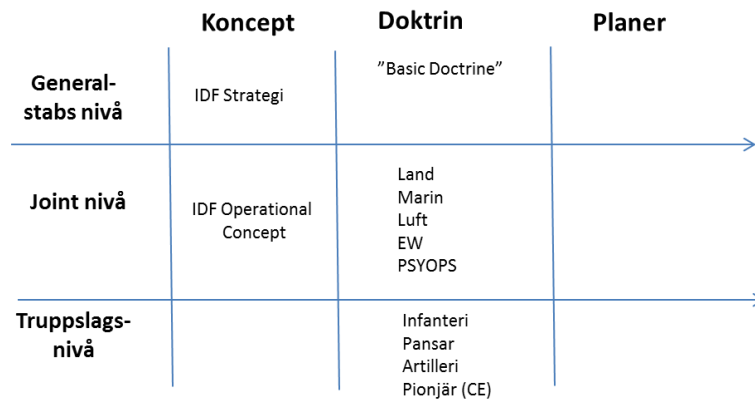 Koncept Doktrin Planer
General-
stabs nivå
IDF Strategi
”Basic Doctrine”
Joint nivå
IDF Operational
Concept
Land
Marin
Luft
EW
PSYOPS
Truppslags-
nivå
Infanteri
Pansar
Artilleri
Pionjär (CE)